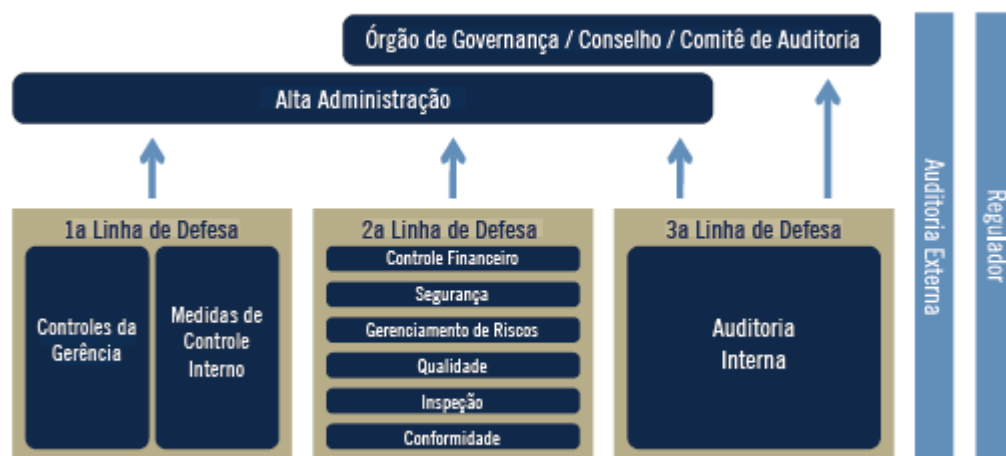 Órgão de Governança / Conselho / Comitê de Auditoria
Alta Administração
1a Linha de Defesa
Controles da
Gerência
Medidas de
Controle
Interno
2a Linha de Defesa
Controle Financeiro
Segurança
Gerenciamento de Riscos
Qualidade
Inspeção
Conformidade
3a Linha de Defesa
Auditoria
Interna
Auditoria Externa
Regulador